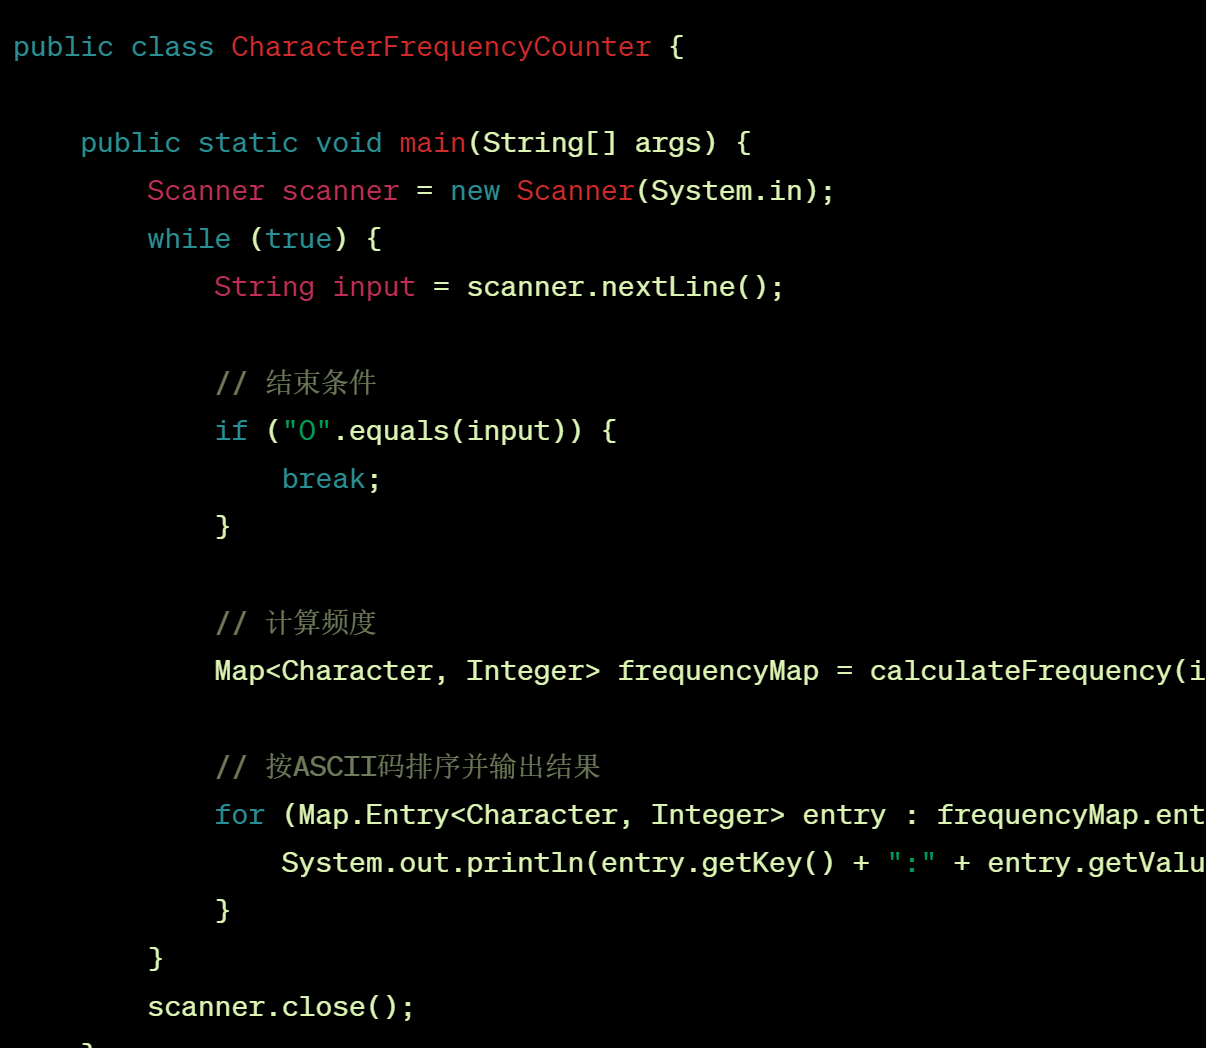 public class CharacterFrequencyCounter {
public static void main(String[] args) {
Scanner scanner = new Scanner(System.in);
while (true) {
String input = scanner.nextLine();
// 结束条件
if ("O".equals(input)) {
break;
}
// 计算频度
Map<Character, Integer> frequencyMap = calculateFrequency(i
// 按ASCII码排序并输出结果
for (Map.Entry<Character, Integer> entry : frequencyMap.ent
System.out.println(entry.getKey() + ":" + entry.getValu
}
}
scanner.close();
}